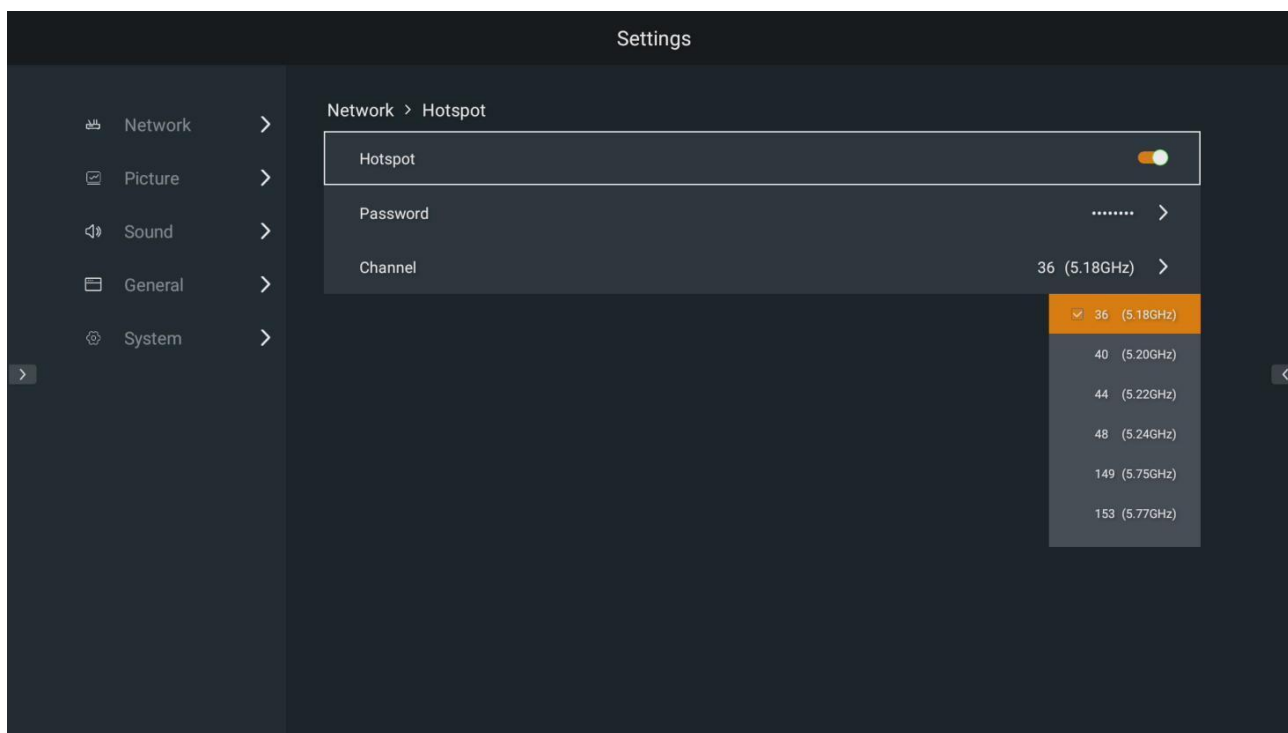 Settings
Network
Picture
Sound
General
System
Network > Hotspot
Hotspot
Password ········
Channel 36 (5.18GHz)
36 (5.18GHz)
40 (5.20GHz)
44 (5.22GHz)
48 (5.24GHz)
149 (5.75GHz)
153 (5.77GHz)